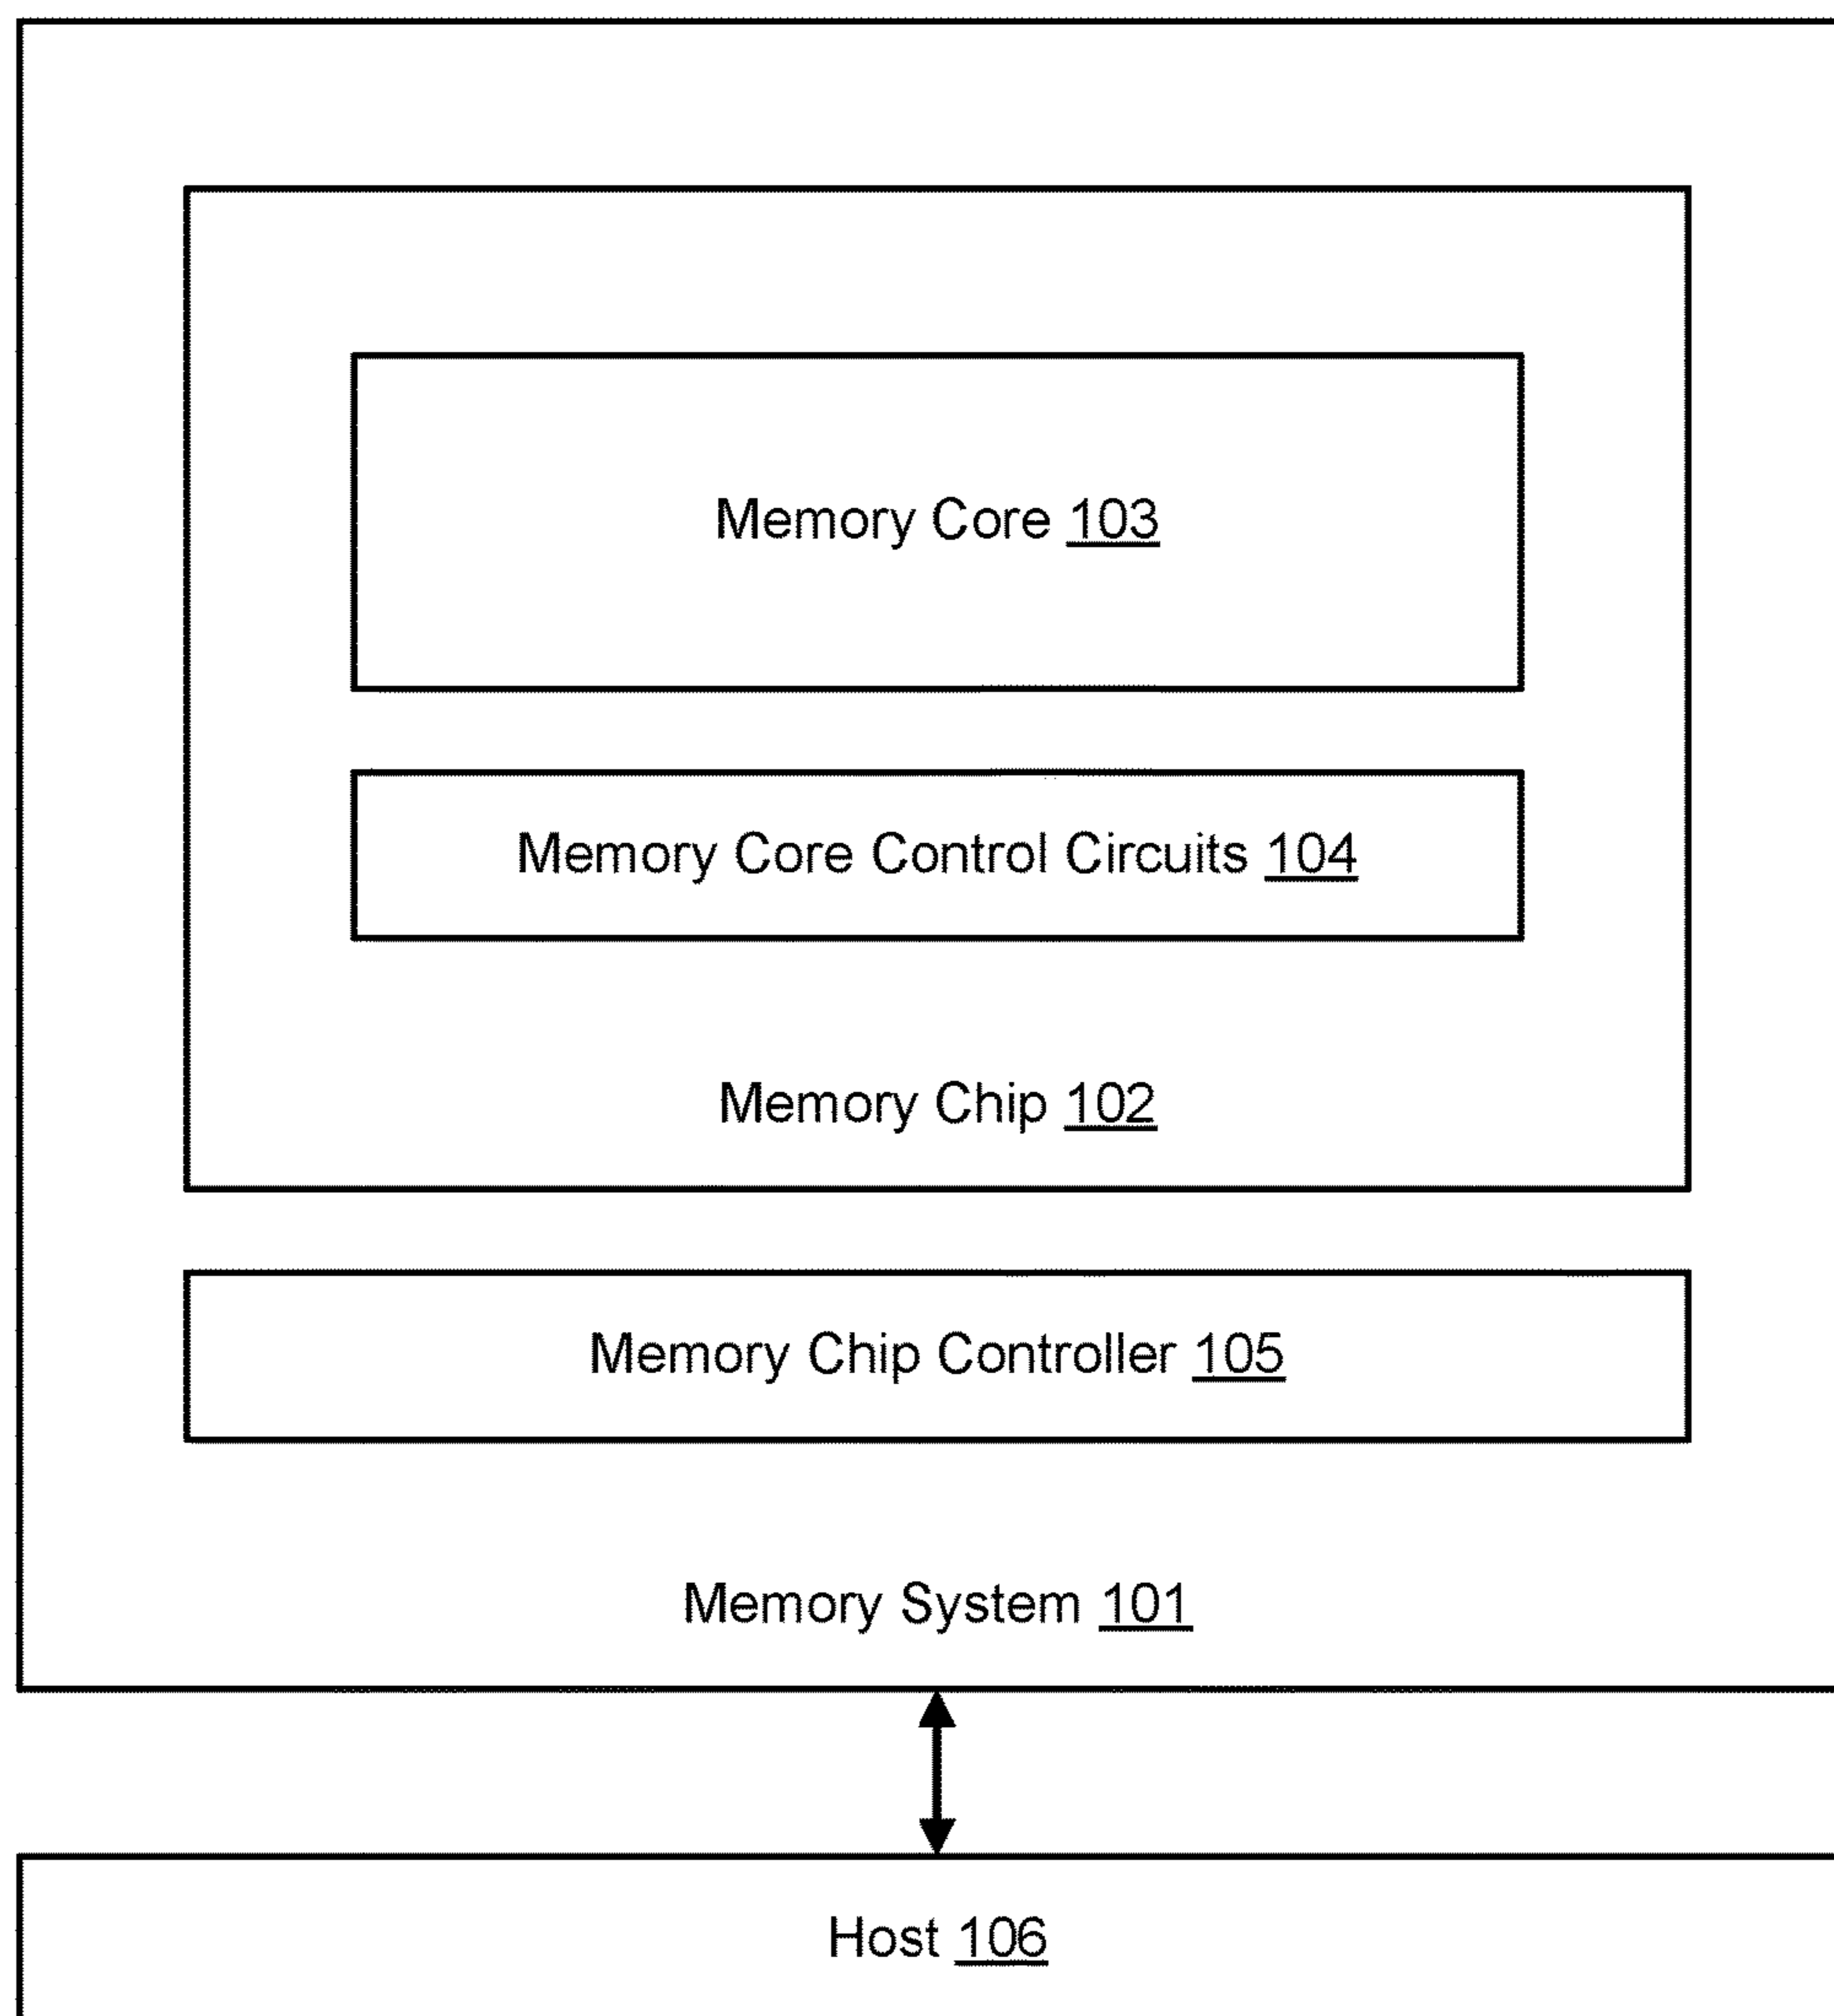 Memory Core 103
Memory Core Control Circuits 104
Memory Chip 102
Memory Chip Controller 105
Memory System 101
Host 106